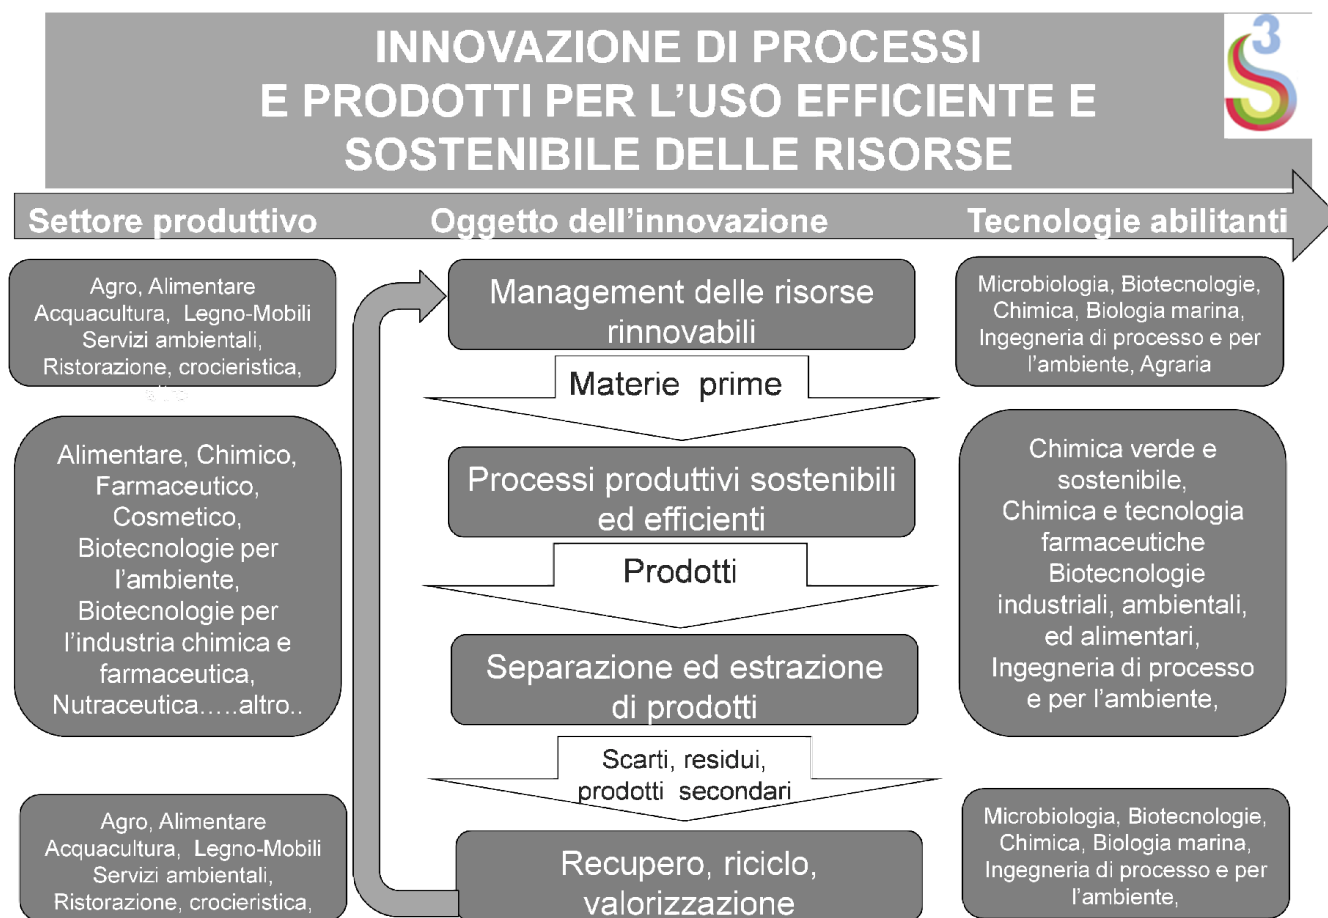 INNOVAZIONE DI PROCESSI
E PRODOTTI PER L'USO EFFICIENTE E
SOSTENIBILE DELLE RISORSE
S3
Settore produttivo
Oggetto dell'innovazione
Tecnologie abilitanti
Agro, Alimentare
Acquacultura, Legno-Mobili
Servizi ambientali,
Ristorazione, crocieristica,
altro
Management delle risorse
rinnovabili
Microbiologia, Biotecnologie,
Chimica, Biologia marina,
Ingegneria di processo e per
l'ambiente, Agraria
Materie prime
Alimentare, Chimico,
Farmaceutico,
Cosmetico,
Biotecnologie per
l'ambiente,
Biotecnologie per
l'industria chimica e
farmaceutica,
Nutraceutica.....altro..
Processi produttivi sostenibili
ed efficienti
Prodotti
Separazione ed estrazione
di prodotti
Chimica verde e
sostenibile,
Chimica e tecnologia
farmaceutiche
Biotecnologie
industriali, ambientali,
ed alimentari,
Ingegneria di processo
e per l'ambiente,
Scarti, residui,
prodotti secondari
Agro, Alimentare
Acquacultura, Legno-Mobili
Servizi ambientali,
Ristorazione, crocieristica,
Recupero, riciclo,
valorizzazione
Microbiologia, Biotecnologie,
Chimica, Biologia marina,
Ingegneria di processo e per
l'ambiente,